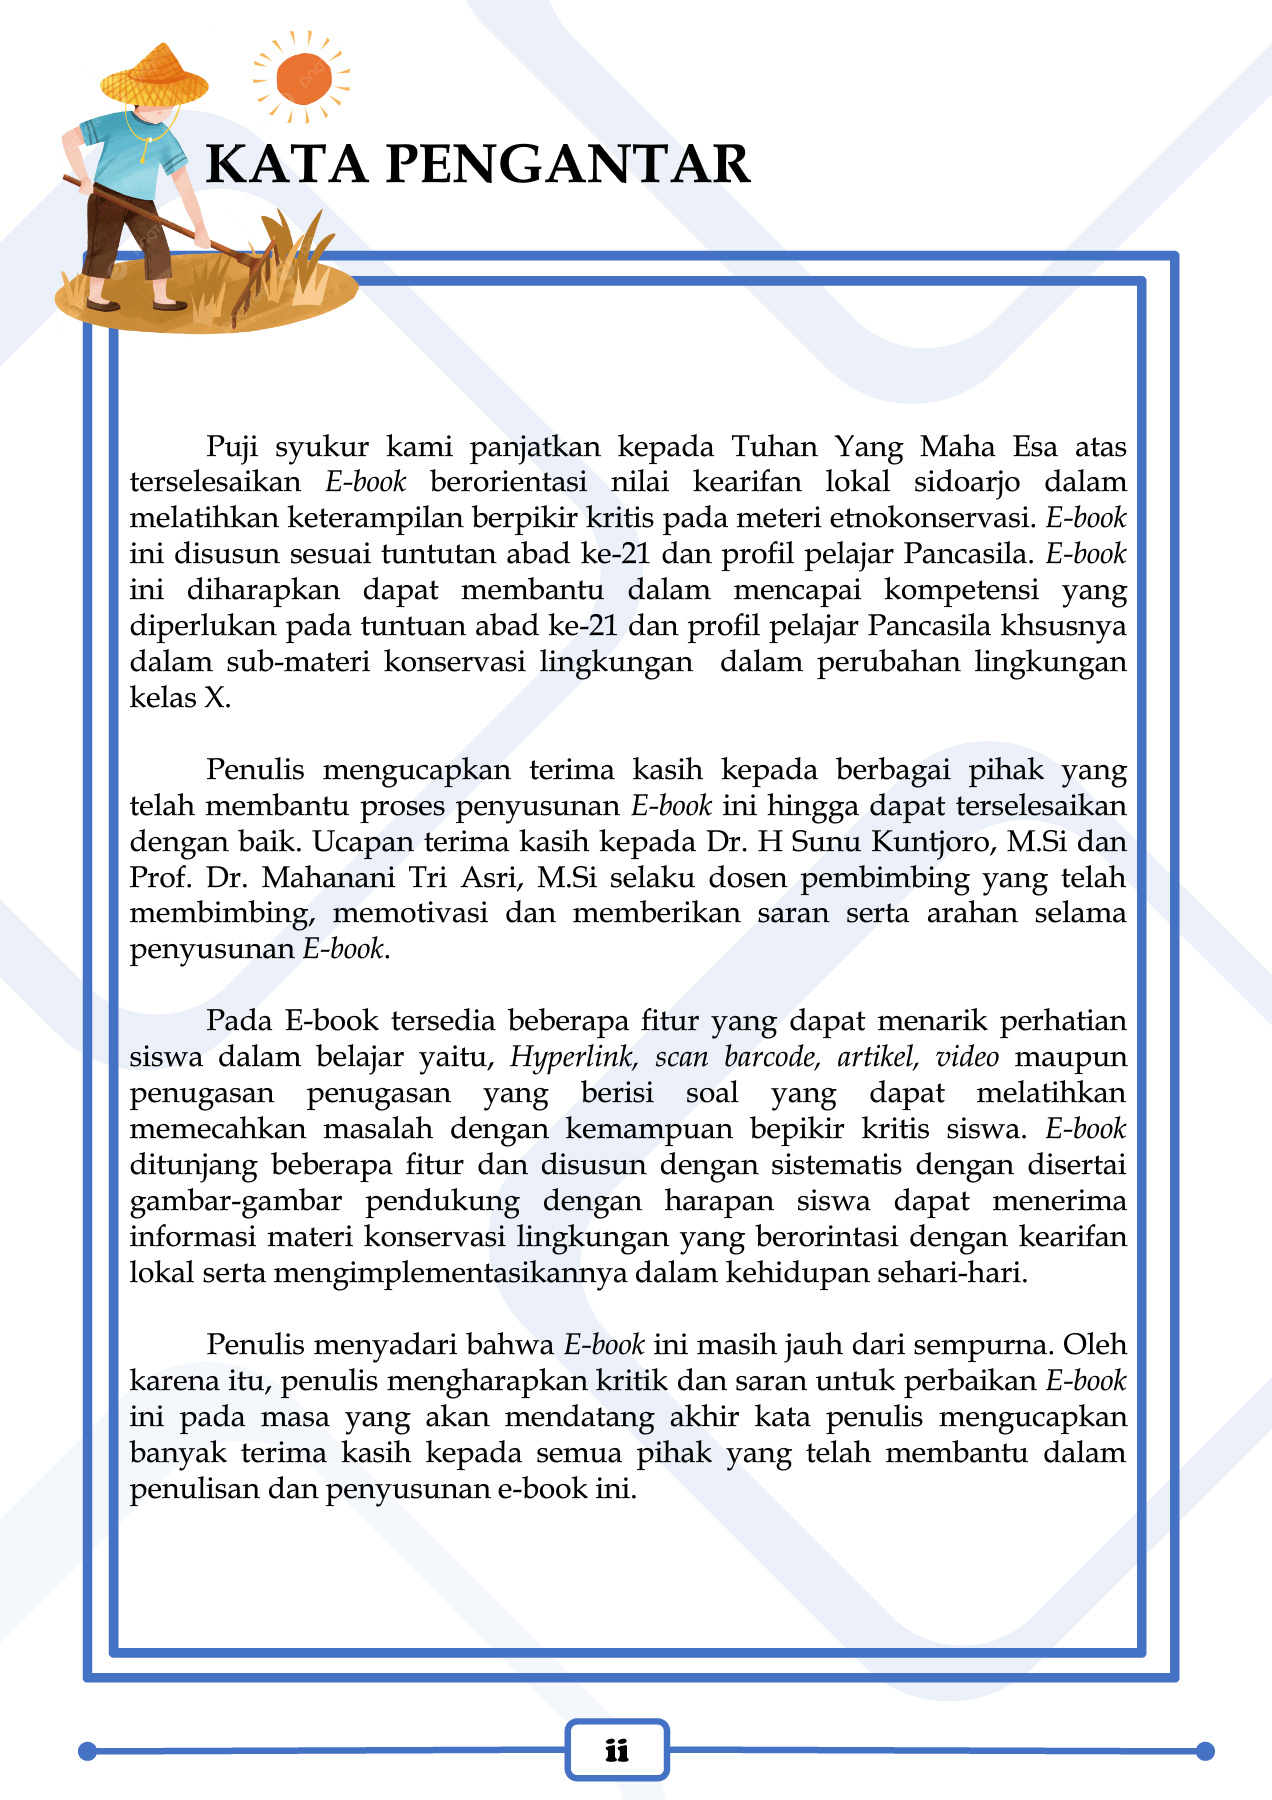 KATA PENGANTAR
Puji syukur kami panjatkan kepada Tuhan Yang Maha Esa atas
terselesaikan E-book berorientasi nilai kearifan lokal sidoarjo dalam
melatihkan keterampilan berpikir kritis pada meteri etnokonservasi. E-book
ini disusun sesuai tuntutan abad ke-21 dan profil pelajar Pancasila. E-book
ini diharapkan dapat membantu dalam mencapai kompetensi yang
diperlukan pada tuntuan abad ke-21 dan profil pelajar Pancasila khsusnya
dalam sub-materi konservasi lingkungan dalam perubahan lingkungan
kelas X.
Penulis mengucapkan terima kasih kepada berbagai pihak yang
telah membantu proses penyusunan E-book ini hingga dapat terselesaikan
dengan baik. Ucapan terima kasih kepada Dr. H Sunu Kuntjoro, M.Si dan
Prof. Dr. Mahanani Tri Asri, M.Si selaku dosen pembimbing yang telah
membimbing, memotivasi dan memberikan saran serta arahan selama
penyusunan E-book.
Pada E-book tersedia beberapa fitur yang dapat menarik perhatian
siswa dalam belajar yaitu, Hyperlink, scan barcode, artikel, video maupun
penugasan penugasan yang berisi soal yang dapat melatihkan
memecahkan masalah dengan kemampuan bepikir kritis siswa. E-book
ditunjang beberapa fitur dan disusun dengan sistematis dengan disertai
gambar-gambar pendukung dengan harapan siswa dapat menerima
informasi materi konservasi lingkungan yang berorintasi dengan kearifan
lokal serta mengimplementasikannya dalam kehidupan sehari-hari.
Penulis menyadari bahwa E-book ini masih jauh dari sempurna. Oleh
karena itu, penulis mengharapkan kritik dan saran untuk perbaikan E-book
ini pada masa yang akan mendatang akhir kata penulis mengucapkan
banyak terima kasih kepada semua pihak yang telah membantu dalam
penulisan dan penyusunan e-book ini.
ii